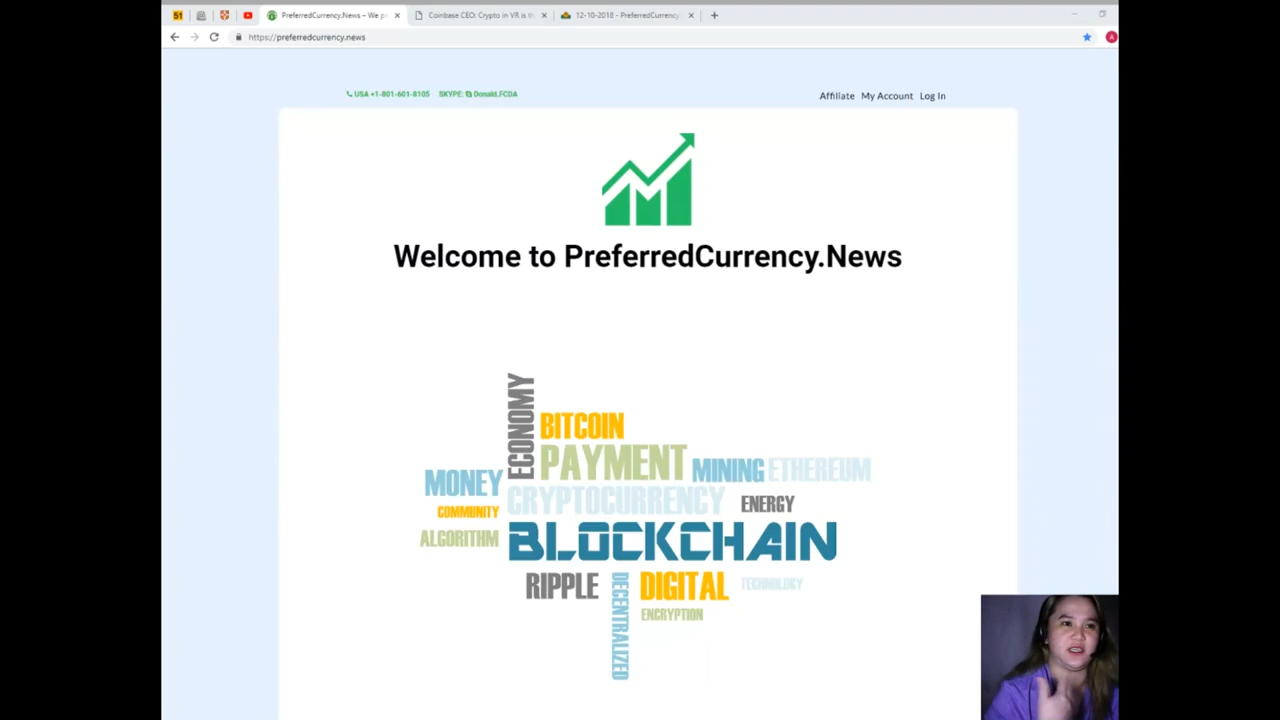 51
PreferredCurrency.News – We pr
Coinbase CEO: Crypto in VR is th
12-10-2018 - PreferredCurrency
https://preferredcurrency.news
A
USA +1-801-601-8105 SKYPE: Donald.FCDA
Affiliate My Account Log In
Welcome to PreferredCurrency.News
ECONOMY
BITCOIN
PAYMENT
MONEY
MINING
ETHEREUM
CRYPTOCURRENCY
ENERGY
COMMUNITY
ALGORITHM
BLOCKCHAIN
RIPPLE
DECENTRALIZED
DIGITAL
TECHNOLOGY
ENCRYPTION